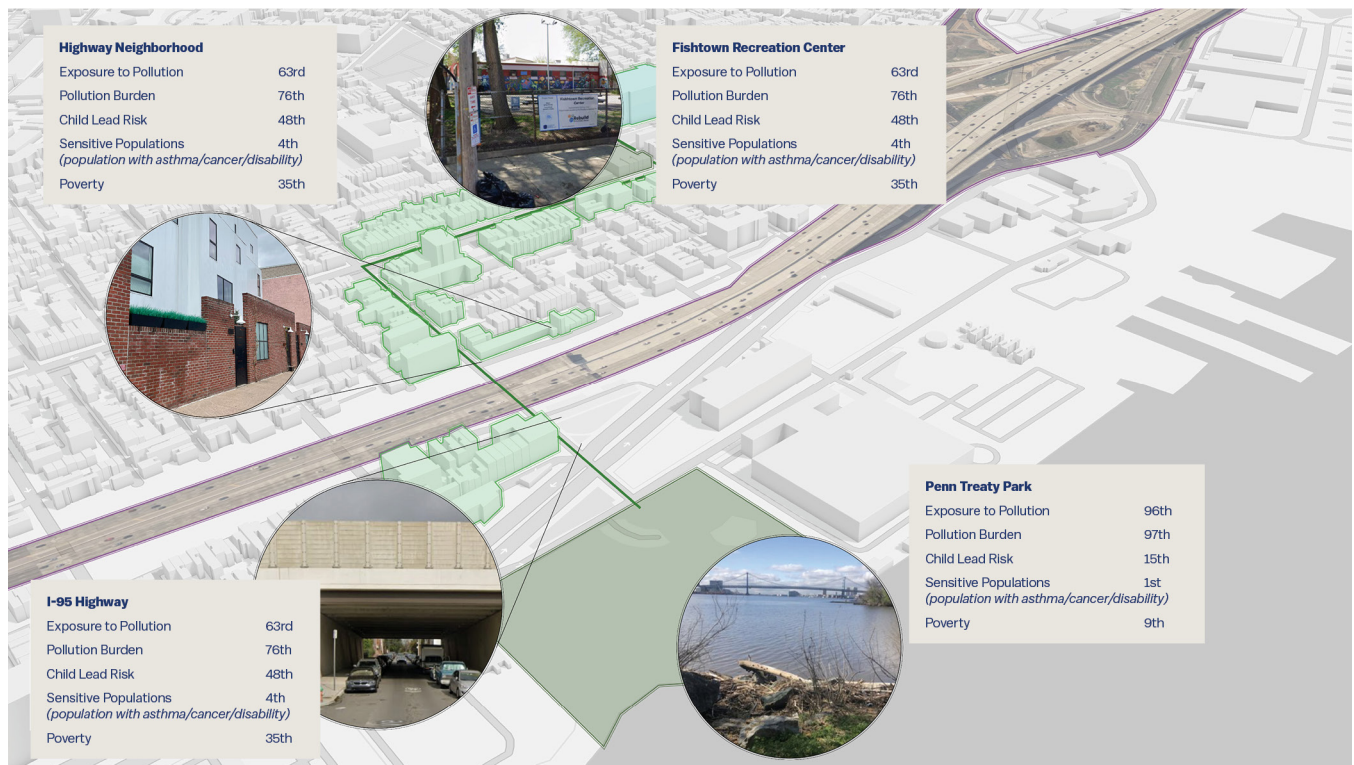 Highway Neighborhood
Exposure to Pollution 63rd
Pollution Burden 76th
Child Lead Risk 48th
Sensitive Populations 4th
(population with asthma/cancer/disability)
Poverty 35th
Fishtown Recreation Center
Exposure to Pollution 63rd
Pollution Burden 76th
Child Lead Risk 48th
Sensitive Populations 4th
(population with asthma/cancer/disability)
Poverty 35th
Fishtown Recreation
Center
Rebuild
Penn Treaty Park
Exposure to Pollution 96th
Pollution Burden 97th
Child Lead Risk 15th
Sensitive Populations 1st
(population with asthma/cancer/disability)
Poverty 9th
I-95 Highway
Exposure to Pollution 63rd
Pollution Burden 76th
Child Lead Risk 48th
Sensitive Populations 4th
(population with asthma/cancer/disability)
Poverty 35th